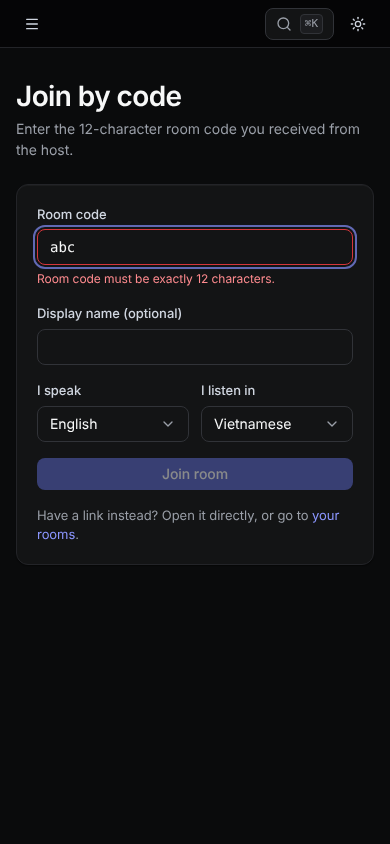 ⌘K
Join by code
Enter the 12-character room code you received from
the host.
Room code
abc
Room code must be exactly 12 characters.
Display name (optional)
I speak
I listen in
English
Vietnamese
Join room
Have a link instead? Open it directly, or go to your
rooms.